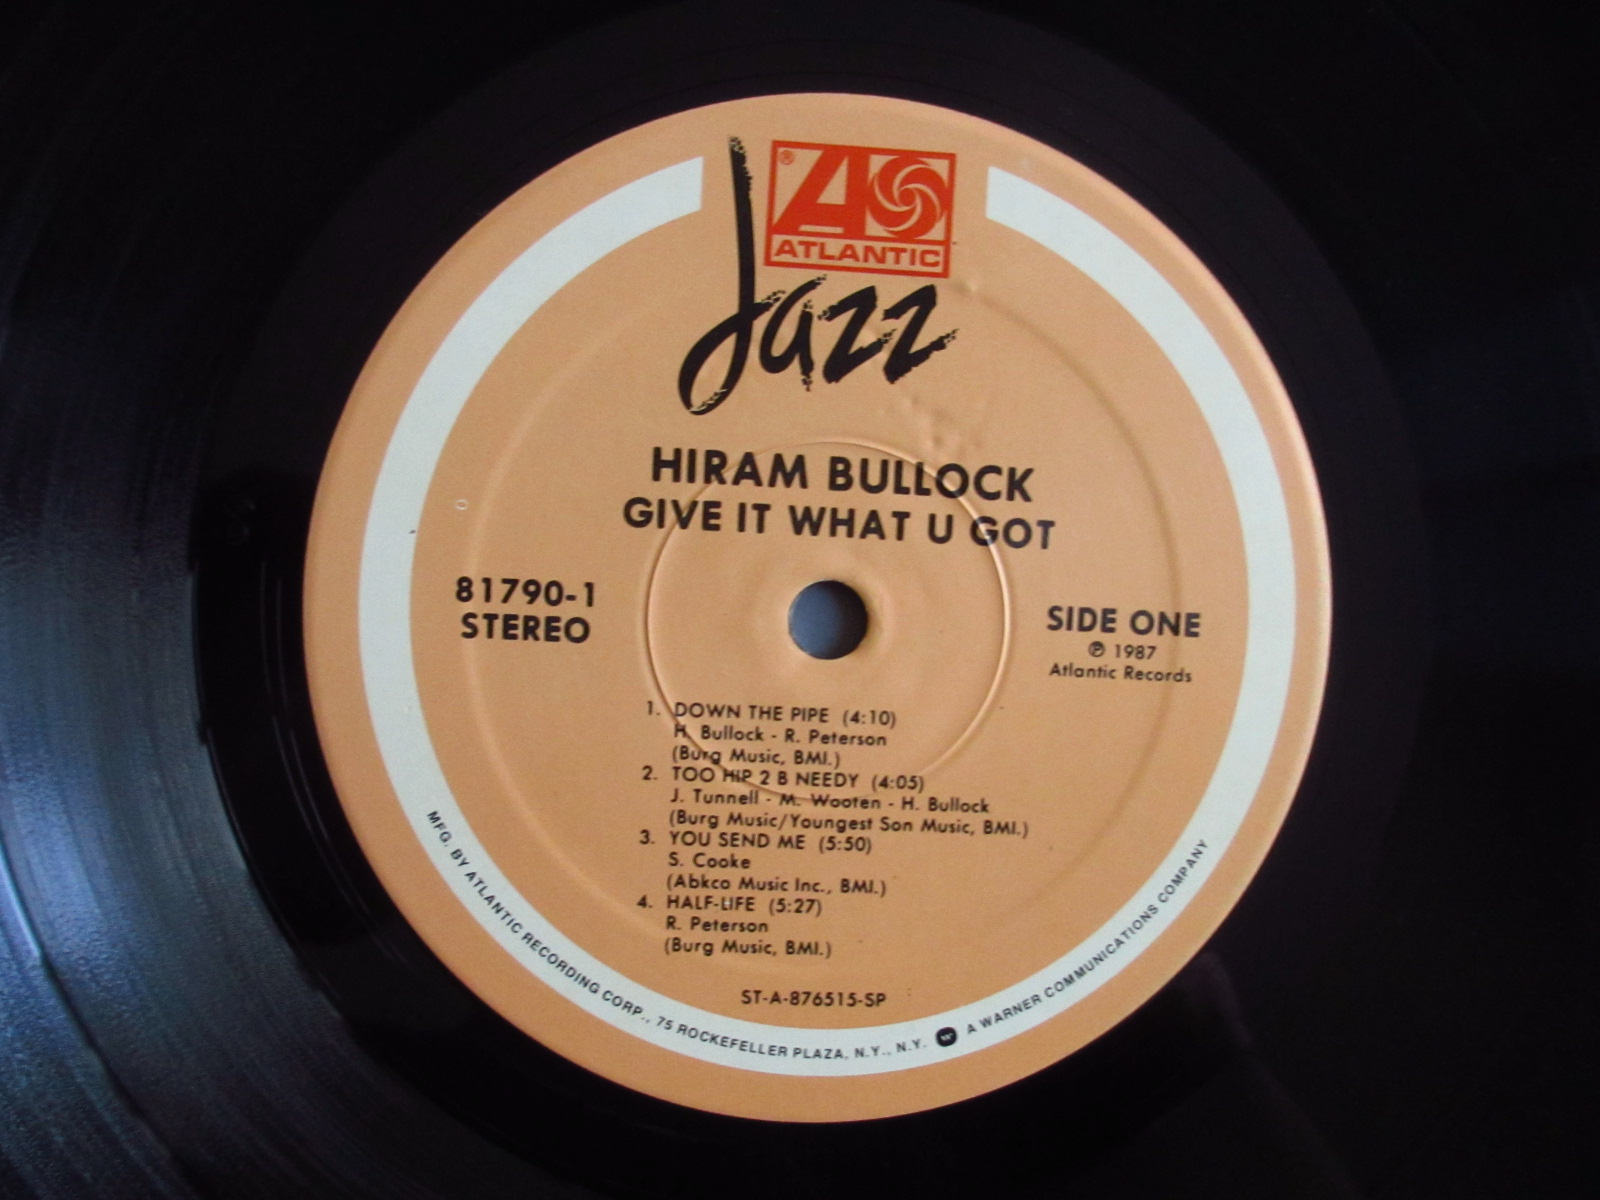 ®
ATLANTIC
Jazz
HIRAM BULLOCK
GIVE IT WHAT U GOT
81790-1
STEREO
SIDE ONE
℗ 1987
Atlantic Records
1. DOWN THE PIPE (4:10)
H. Bullock - R. Peterson
(Burg Music, BMI.)
2. TOO HIP 2 B NEEDY (4:05)
J. Tunnell - M. Wooten - H. Bullock
(Burg Music/Youngest Son Music, BMI.)
3. YOU SEND ME (5:50)
S. Cooke
(Abkco Music Inc., BMI.)
4. HALF-LIFE (5:27)
R. Peterson
(Burg Music, BMI.)
ST-A-876515-SP
MFG. BY ATLANTIC RECORDING CORP., 75 ROCKEFELLER PLAZA, N.Y., N.Y. A WARNER COMMUNICATIONS COMPANY